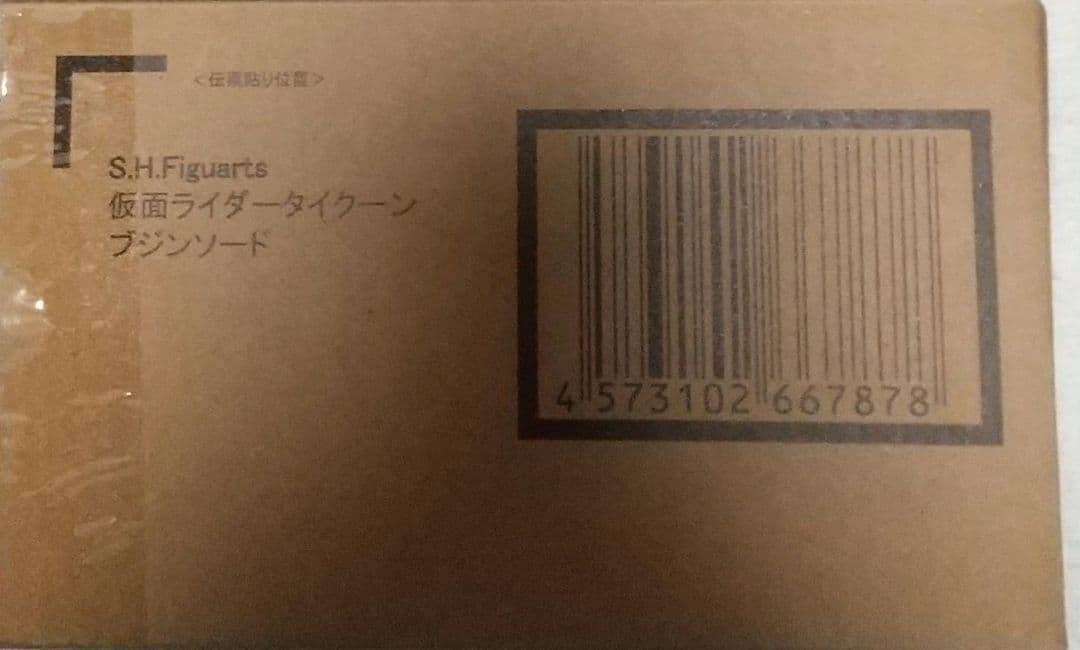 ＜伝票貼り位置＞
S.H.Figuarts
仮面ライダータイクーン
ブジンソード
4 573102 667878